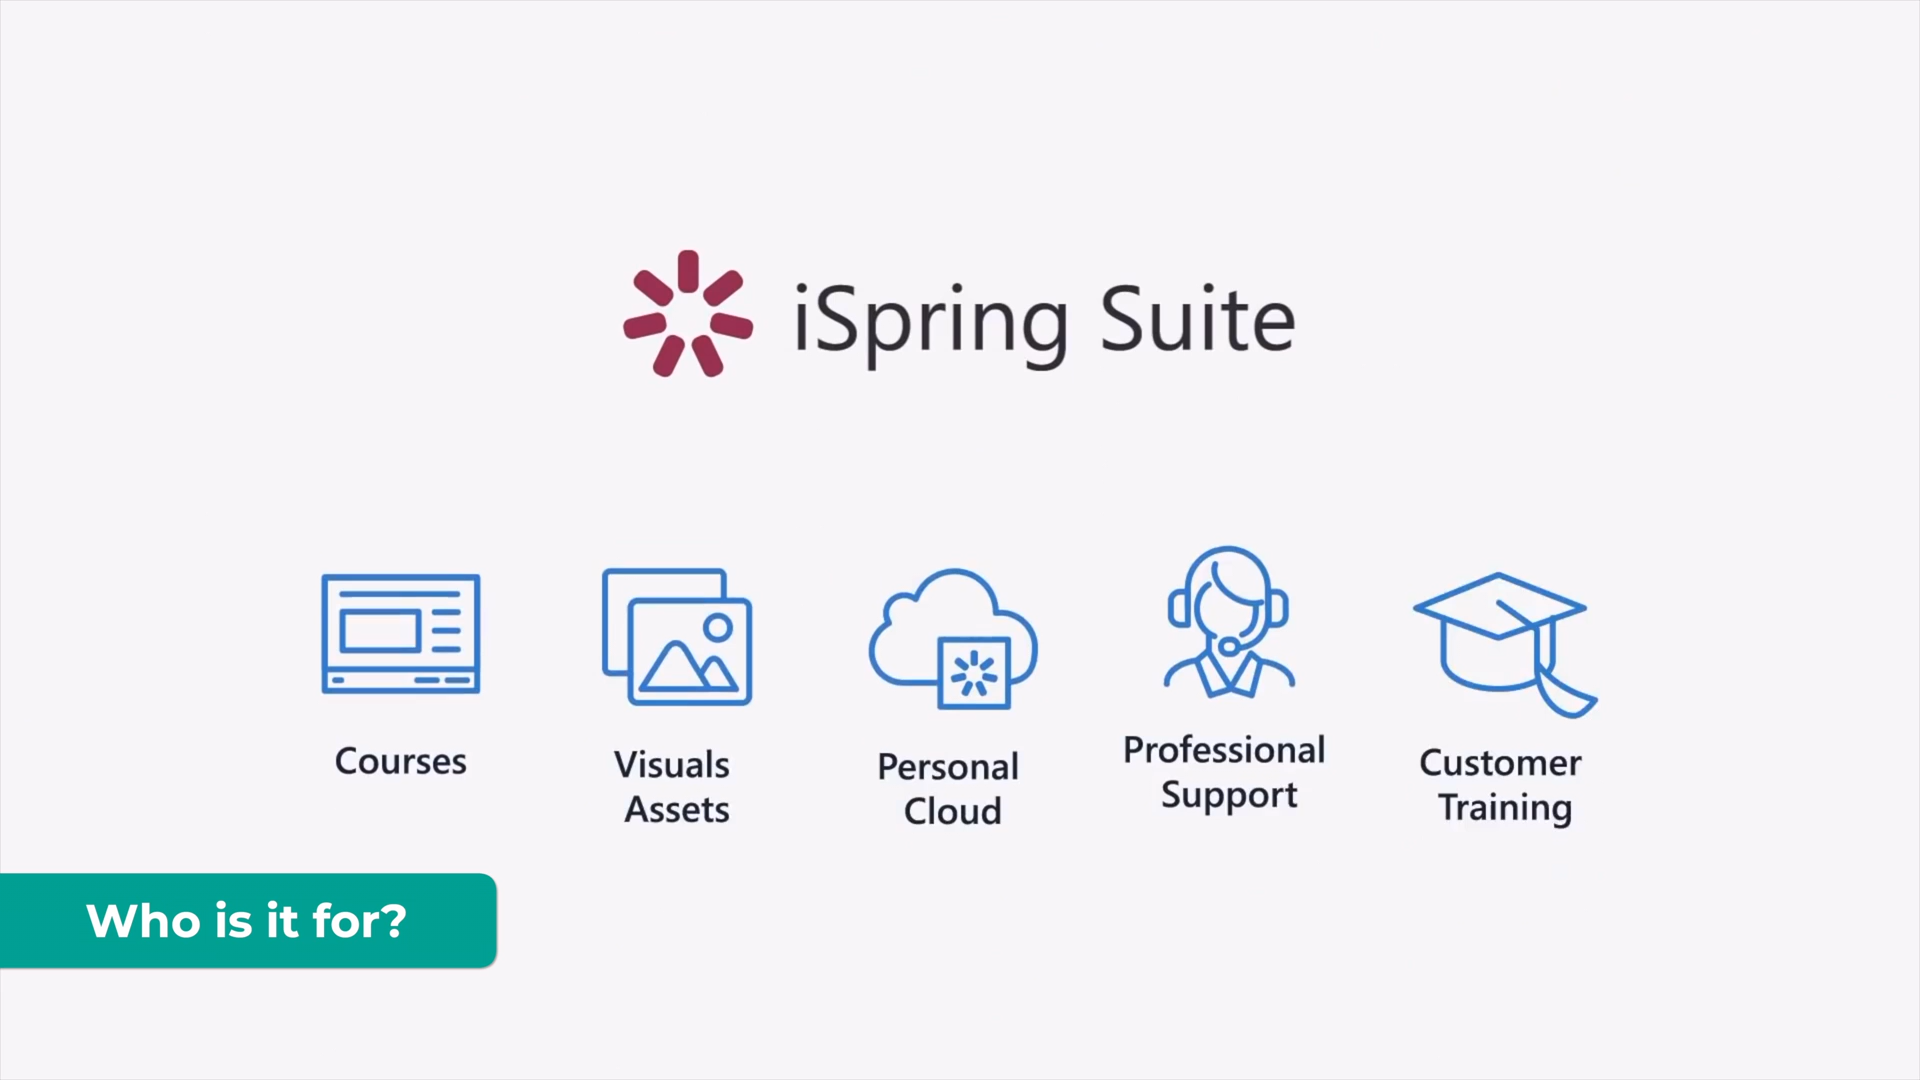 iSpring Suite
Courses
Visuals
Assets
Personal
Cloud
Professional
Support
Customer
Training
Who is it for?